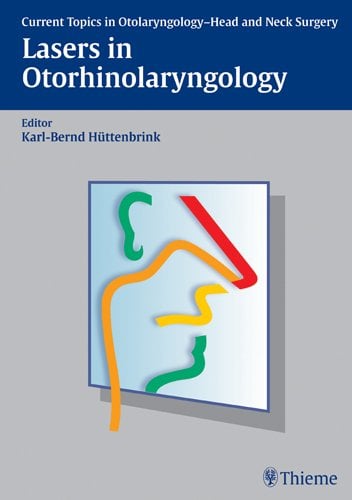 Current Topics in Otolaryngology–Head and Neck Surgery
Lasers in
Otorhinolaryngology
Editor
Karl-Bernd Hüttenbrink
Thieme